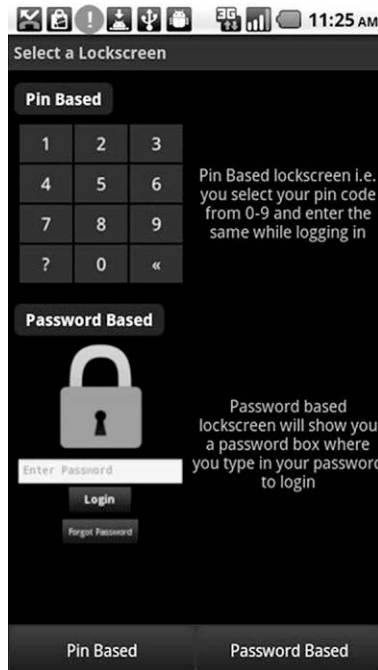 3G 11:25 AM
Select a Lockscreen
Pin Based
1 2 3
4 5 6
7 8 9
? 0 «
Pin Based lockscreen i.e.
you select your pin code
from 0-9 and enter the
same while logging in
Password Based
Enter Password
Login
Forgot Password
Password based
lockscreen will show you
a password box where
you type in your password
to login
Pin Based Password Based